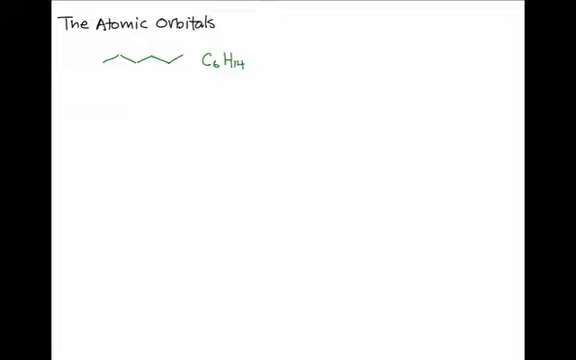 The Atomic Orbitals
C₆H₁₄